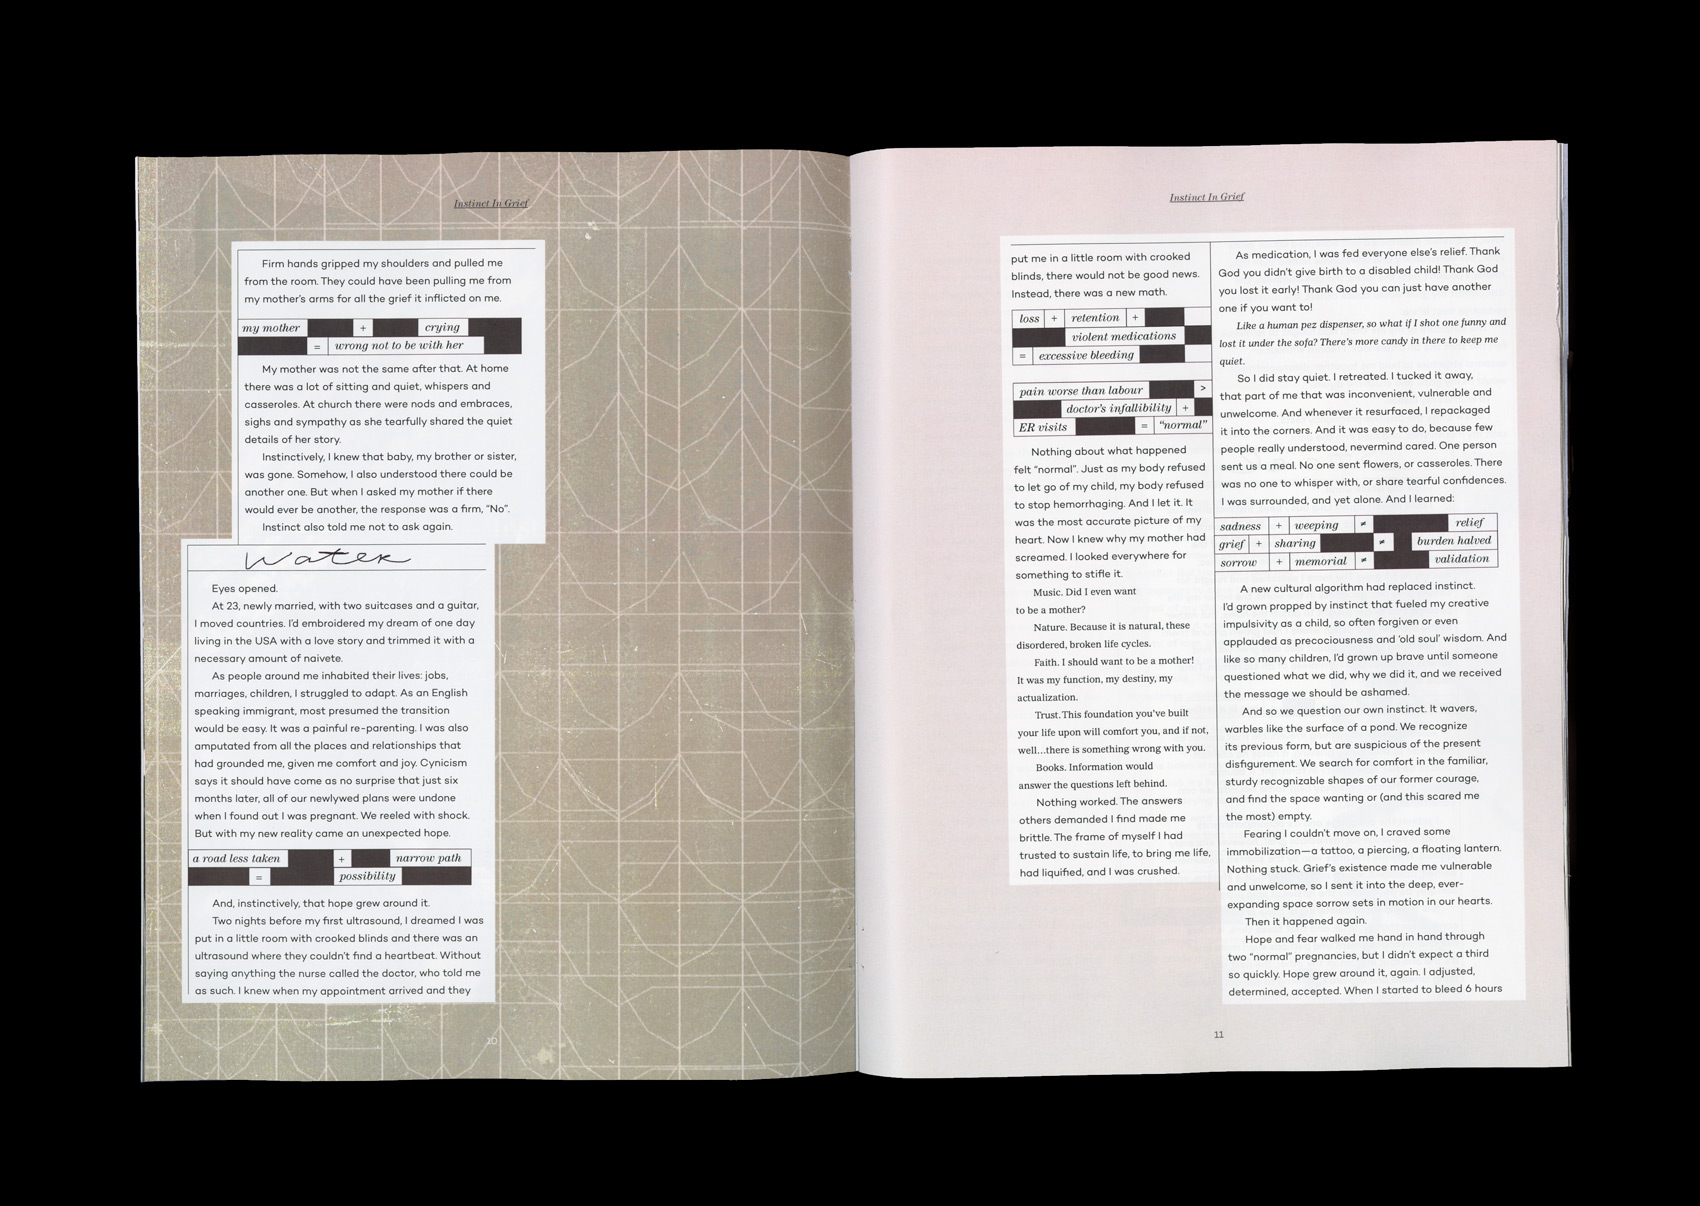 Instinct In Grief
Firm hands gripped my shoulders and pulled me
from the room. They could have been pulling me from
my mother's arms for all the grief it inflicted on me.
my mother + crying
= wrong not to be with her
My mother was not the same after that. At home
there was a lot of sitting and quiet, whispers and
casseroles. At church there were nods and embraces,
sighs and sympathy as she tearfully shared the quiet
details of her story.
Instinctively, I knew that baby, my brother or sister,
was gone. Somehow, I also understood there could be
another one. But when I asked my mother if there
would ever be another, the response was a firm, "No".
Instinct also told me not to ask again.
Water
Eyes opened.
At 23, newly married, with two suitcases and a guitar,
I moved countries. I'd embroidered my dream of one day
living in the USA with a love story and trimmed it with a
necessary amount of naivete.
As people around me inhabited their lives: jobs,
marriages, children, I struggled to adapt. As an English
speaking immigrant, most presumed the transition
would be easy. It was a painful re-parenting. I was also
amputated from all the places and relationships that
had grounded me, given me comfort and joy. Cynicism
says it should have come as no surprise that just six
months later, all of our newlywed plans were undone
when I found out I was pregnant. We reeled with shock.
But with my new reality came an unexpected hope.
a road less taken + narrow path
= possibility
And, instinctively, that hope grew around it.
Two nights before my first ultrasound, I dreamed I was
put in a little room with crooked blinds and there was an
ultrasound where they couldn't find a heartbeat. Without
saying anything the nurse called the doctor, who told me
as such. I knew when my appointment arrived and they
10
Instinct In Grief
put me in a little room with crooked
blinds, there would not be good news.
Instead, there was a new math.
loss + retention +
violent medications
= excessive bleeding
pain worse than labour >
doctor's infallibility +
ER visits = "normal"
Nothing about what happened
felt "normal". Just as my body refused
to let go of my child, my body refused
to stop hemorrhaging. And I let it. It
was the most accurate picture of my
heart. Now I knew why my mother had
screamed. I looked everywhere for
something to stifle it.
Music. Did I even want
to be a mother?
Nature. Because it is natural, these
disordered, broken life cycles.
Faith. I should want to be a mother!
It was my function, my destiny, my
actualization.
Trust. This foundation you've built
your life upon will comfort you, and if not,
well...there is something wrong with you.
Books. Information would
answer the questions left behind.
Nothing worked. The answers
others demanded I find made me
brittle. The frame of myself I had
trusted to sustain life, to bring me life,
had liquified, and I was crushed.
As medication, I was fed everyone else's relief. Thank
God you didn't give birth to a disabled child! Thank God
you lost it early! Thank God you can just have another
one if you want to!
Like a human pez dispenser, so what if I shot one funny and
lost it under the sofa? There's more candy in there to keep me
quiet.
So I did stay quiet. I retreated. I tucked it away,
that part of me that was inconvenient, vulnerable and
unwelcome. And whenever it resurfaced, I repackaged
it into the corners. And it was easy to do, because few
people really understood, nevermind cared. One person
sent us a meal. No one sent flowers, or casseroles. There
was no one to whisper with, or share tearful confidences.
I was surrounded, and yet alone. And I learned:
sadness + weeping ≠ relief
grief + sharing ≠ burden halved
sorrow + memorial ≠ validation
A new cultural algorithm had replaced instinct.
I'd grown propped by instinct that fueled my creative
impulsivity as a child, so often forgiven or even
applauded as precociousness and 'old soul' wisdom. And
like so many children, I'd grown up brave until someone
questioned what we did, why we did it, and we received
the message we should be ashamed.
And so we question our own instinct. It wavers,
warbles like the surface of a pond. We recognize
its previous form, but are suspicious of the present
disfigurement. We search for comfort in the familiar,
sturdy recognizable shapes of our former courage,
and find the space wanting or (and this scared me
the most) empty.
Fearing I couldn't move on, I craved some
immobilization—a tattoo, a piercing, a floating lantern.
Nothing stuck. Grief's existence made me vulnerable
and unwelcome, so I sent it into the deep, ever-
expanding space sorrow sets in motion in our hearts.
Then it happened again.
Hope and fear walked me hand in hand through
two "normal" pregnancies, but I didn't expect a third
so quickly. Hope grew around it, again. I adjusted,
determined, accepted. When I started to bleed 6 hours
11